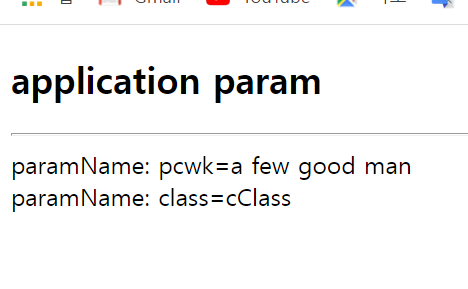 Gmail
YouTube
application param
paramName: pcwk=a few good man
paramName: class=cClass